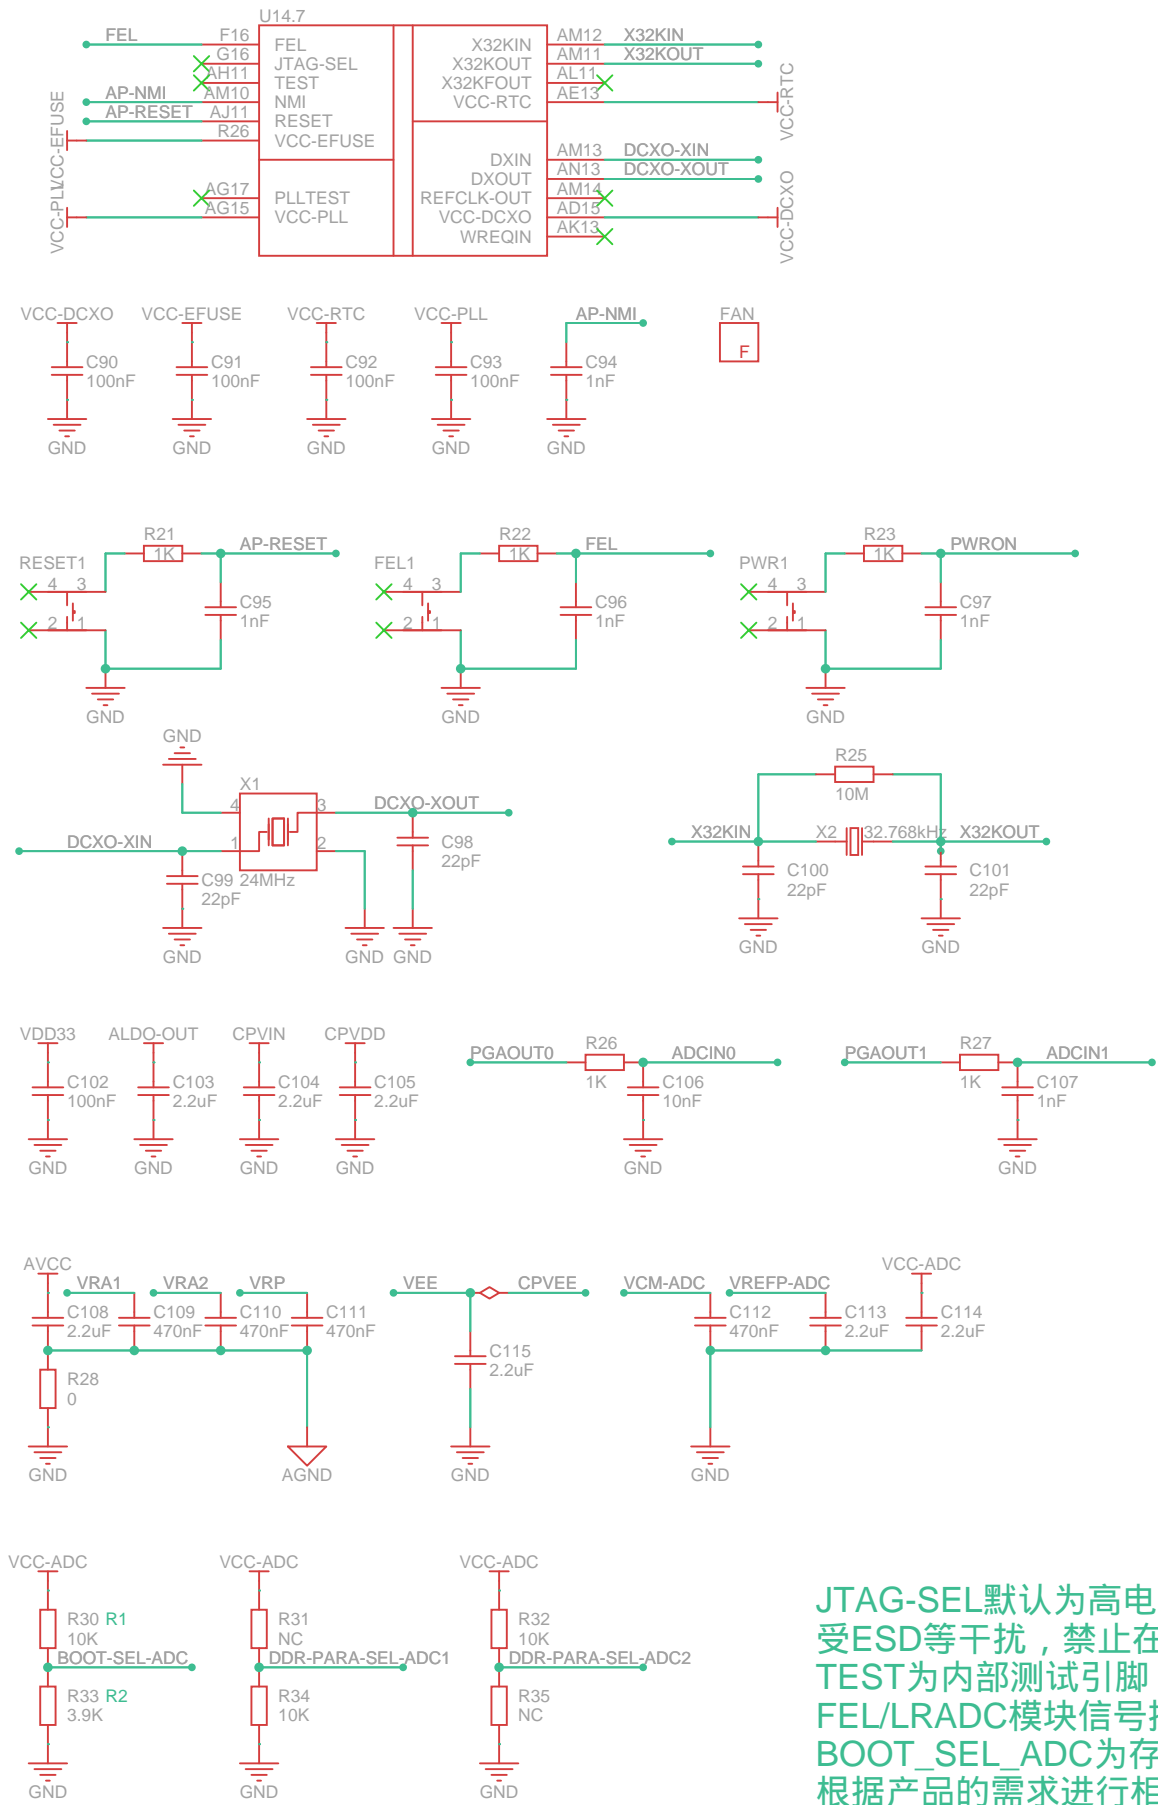 U14.7
FEL F16 FEL X32KIN AM12 X32KIN
G16 JTAG-SEL X32KOUT AM11 X32KOUT
AH11 TEST X32KFOUT AL11
AP-NMI AM10 NMI VCC-RTC AE13 VCC-RTC
AP-RESET AJ11 RESET
VCC-EFUSE R26 VCC-EFUSE
DXIN AM13 DCXO-XIN
DXOUT AN13 DCXO-XOUT
AG17 PLLTEST REFCLK-OUT AM14
VCC-PLL AG15 VCC-PLL VCC-DCXO AD15 VCC-DCXO
WREQIN AK13
VCC-DCXO VCC-EFUSE VCC-RTC VCC-PLL AP-NMI FAN
F
C90 C91 C92 C93 C94
100nF 100nF 100nF 100nF 1nF
GND GND GND GND GND
R21 R22 R23
1K AP-RESET 1K FEL 1K PWRON
RESET1 FEL1 PWR1
4 3 4 3 4 3
C95 C96 C97
1nF 1nF 1nF
2 1 2 1 2 1
GND GND GND
GND
X1
4 3 DCXO-XOUT
DCXO-XIN 1 2
C98
22pF
C99 24MHz
22pF
GND GND GND
R25
10M
X32KIN X2 32.768kHz X32KOUT
C100 C101
22pF 22pF
GND GND
VDD33 ALDO-OUT CPVIN CPVDD
C102 C103 C104 C105
100nF 2.2uF 2.2uF 2.2uF
GND GND GND GND
PGAOUT0 R26 ADCIN0
1K C106
10nF
GND
PGAOUT1 R27 ADCIN1
1K C107
1nF
GND
AVCC VRA1 VRA2 VRP
C108 C109 C110 C111
2.2uF 470nF 470nF 470nF
R28
0
GND AGND
VEE CPVEE
C115
2.2uF
GND
VCM-ADC VREFP-ADC VCC-ADC
C112 C113 C114
470nF 2.2uF 2.2uF
GND
VCC-ADC VCC-ADC VCC-ADC
R30 R1 R31 R32
10K NC 10K
BOOT-SEL-ADC DDR-PARA-SEL-ADC1 DDR-PARA-SEL-ADC2
R33 R2 R34 R35
3.9K 10K NC
GND GND GND
JTAG-SEL默认为高电
受ESD等干扰，禁止在
TEST为内部测试引脚
FEL/LRADC模块信号
BOOT_SEL_ADC为存
根据产品的需求进行相